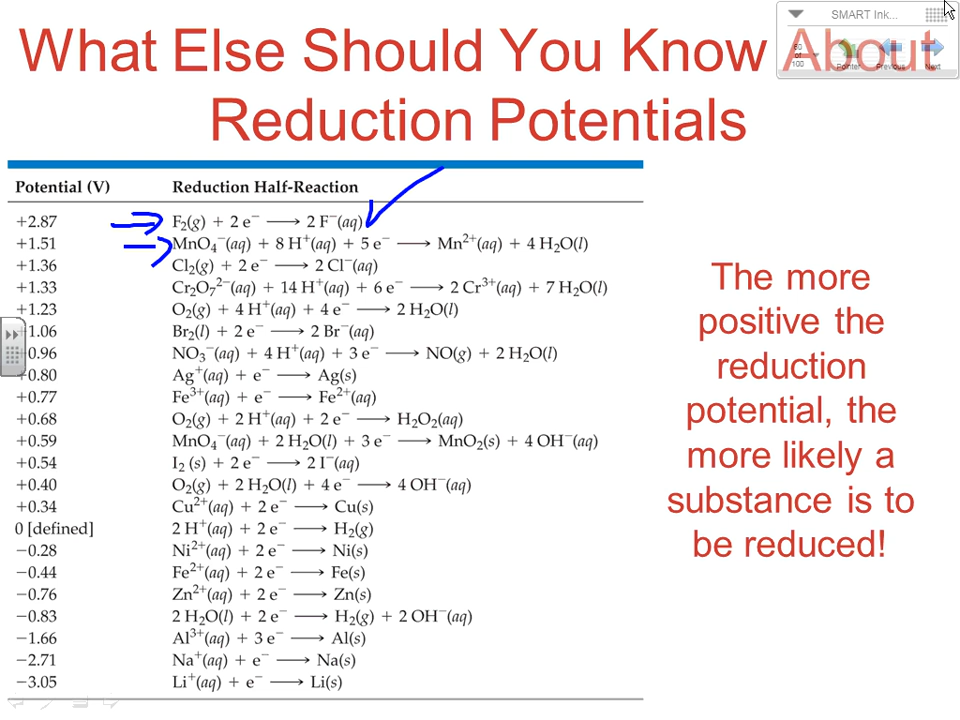 What Else Should You Know About
Reduction Potentials
SMART Ink...
60
of
100
Pointer Previous Next
Potential (V) Reduction Half-Reaction
+2.87 F₂(g) + 2 e⁻ ⟶ 2 F⁻(aq)
+1.51 MnO₄⁻(aq) + 8 H⁺(aq) + 5 e⁻ ⟶ Mn²⁺(aq) + 4 H₂O(l)
+1.36 Cl₂(g) + 2 e⁻ ⟶ 2 Cl⁻(aq)
+1.33 Cr₂O₇²⁻(aq) + 14 H⁺(aq) + 6 e⁻ ⟶ 2 Cr³⁺(aq) + 7 H₂O(l)
+1.23 O₂(g) + 4 H⁺(aq) + 4 e⁻ ⟶ 2 H₂O(l)
+1.06 Br₂(l) + 2 e⁻ ⟶ 2 Br⁻(aq)
+0.96 NO₃⁻(aq) + 4 H⁺(aq) + 3 e⁻ ⟶ NO(g) + 2 H₂O(l)
+0.80 Ag⁺(aq) + e⁻ ⟶ Ag(s)
+0.77 Fe³⁺(aq) + e⁻ ⟶ Fe²⁺(aq)
+0.68 O₂(g) + 2 H⁺(aq) + 2 e⁻ ⟶ H₂O₂(aq)
+0.59 MnO₄⁻(aq) + 2 H₂O(l) + 3 e⁻ ⟶ MnO₂(s) + 4 OH⁻(aq)
+0.54 I₂ (s) + 2 e⁻ ⟶ 2 I⁻(aq)
+0.40 O₂(g) + 2 H₂O(l) + 4 e⁻ ⟶ 4 OH⁻(aq)
+0.34 Cu²⁺(aq) + 2 e⁻ ⟶ Cu(s)
0 [defined] 2 H⁺(aq) + 2 e⁻ ⟶ H₂(g)
−0.28 Ni²⁺(aq) + 2 e⁻ ⟶ Ni(s)
−0.44 Fe²⁺(aq) + 2 e⁻ ⟶ Fe(s)
−0.76 Zn²⁺(aq) + 2 e⁻ ⟶ Zn(s)
−0.83 2 H₂O(l) + 2 e⁻ ⟶ H₂(g) + 2 OH⁻(aq)
−1.66 Al³⁺(aq) + 3 e⁻ ⟶ Al(s)
−2.71 Na⁺(aq) + e⁻ ⟶ Na(s)
−3.05 Li⁺(aq) + e⁻ ⟶ Li(s)
The more
positive the
reduction
potential, the
more likely a
substance is to
be reduced!